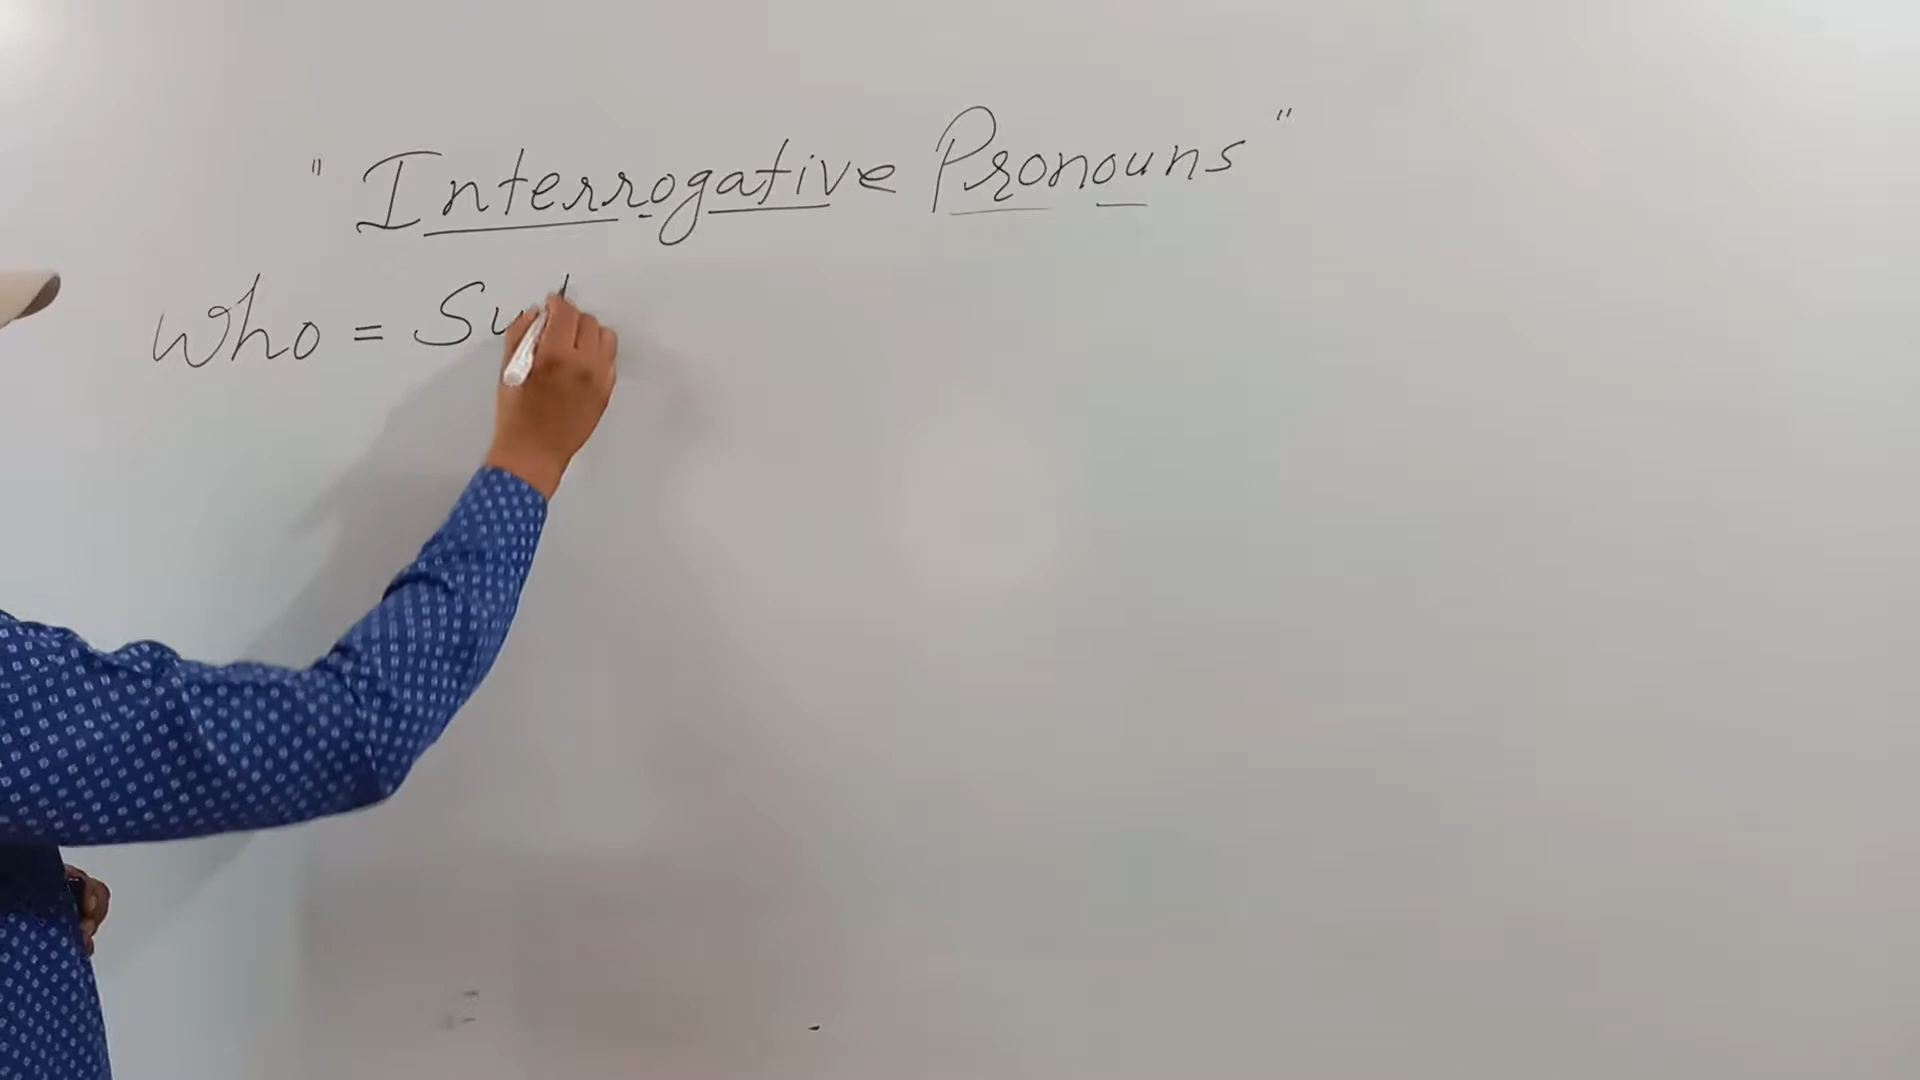 " Interrogative Pronouns "
Who =